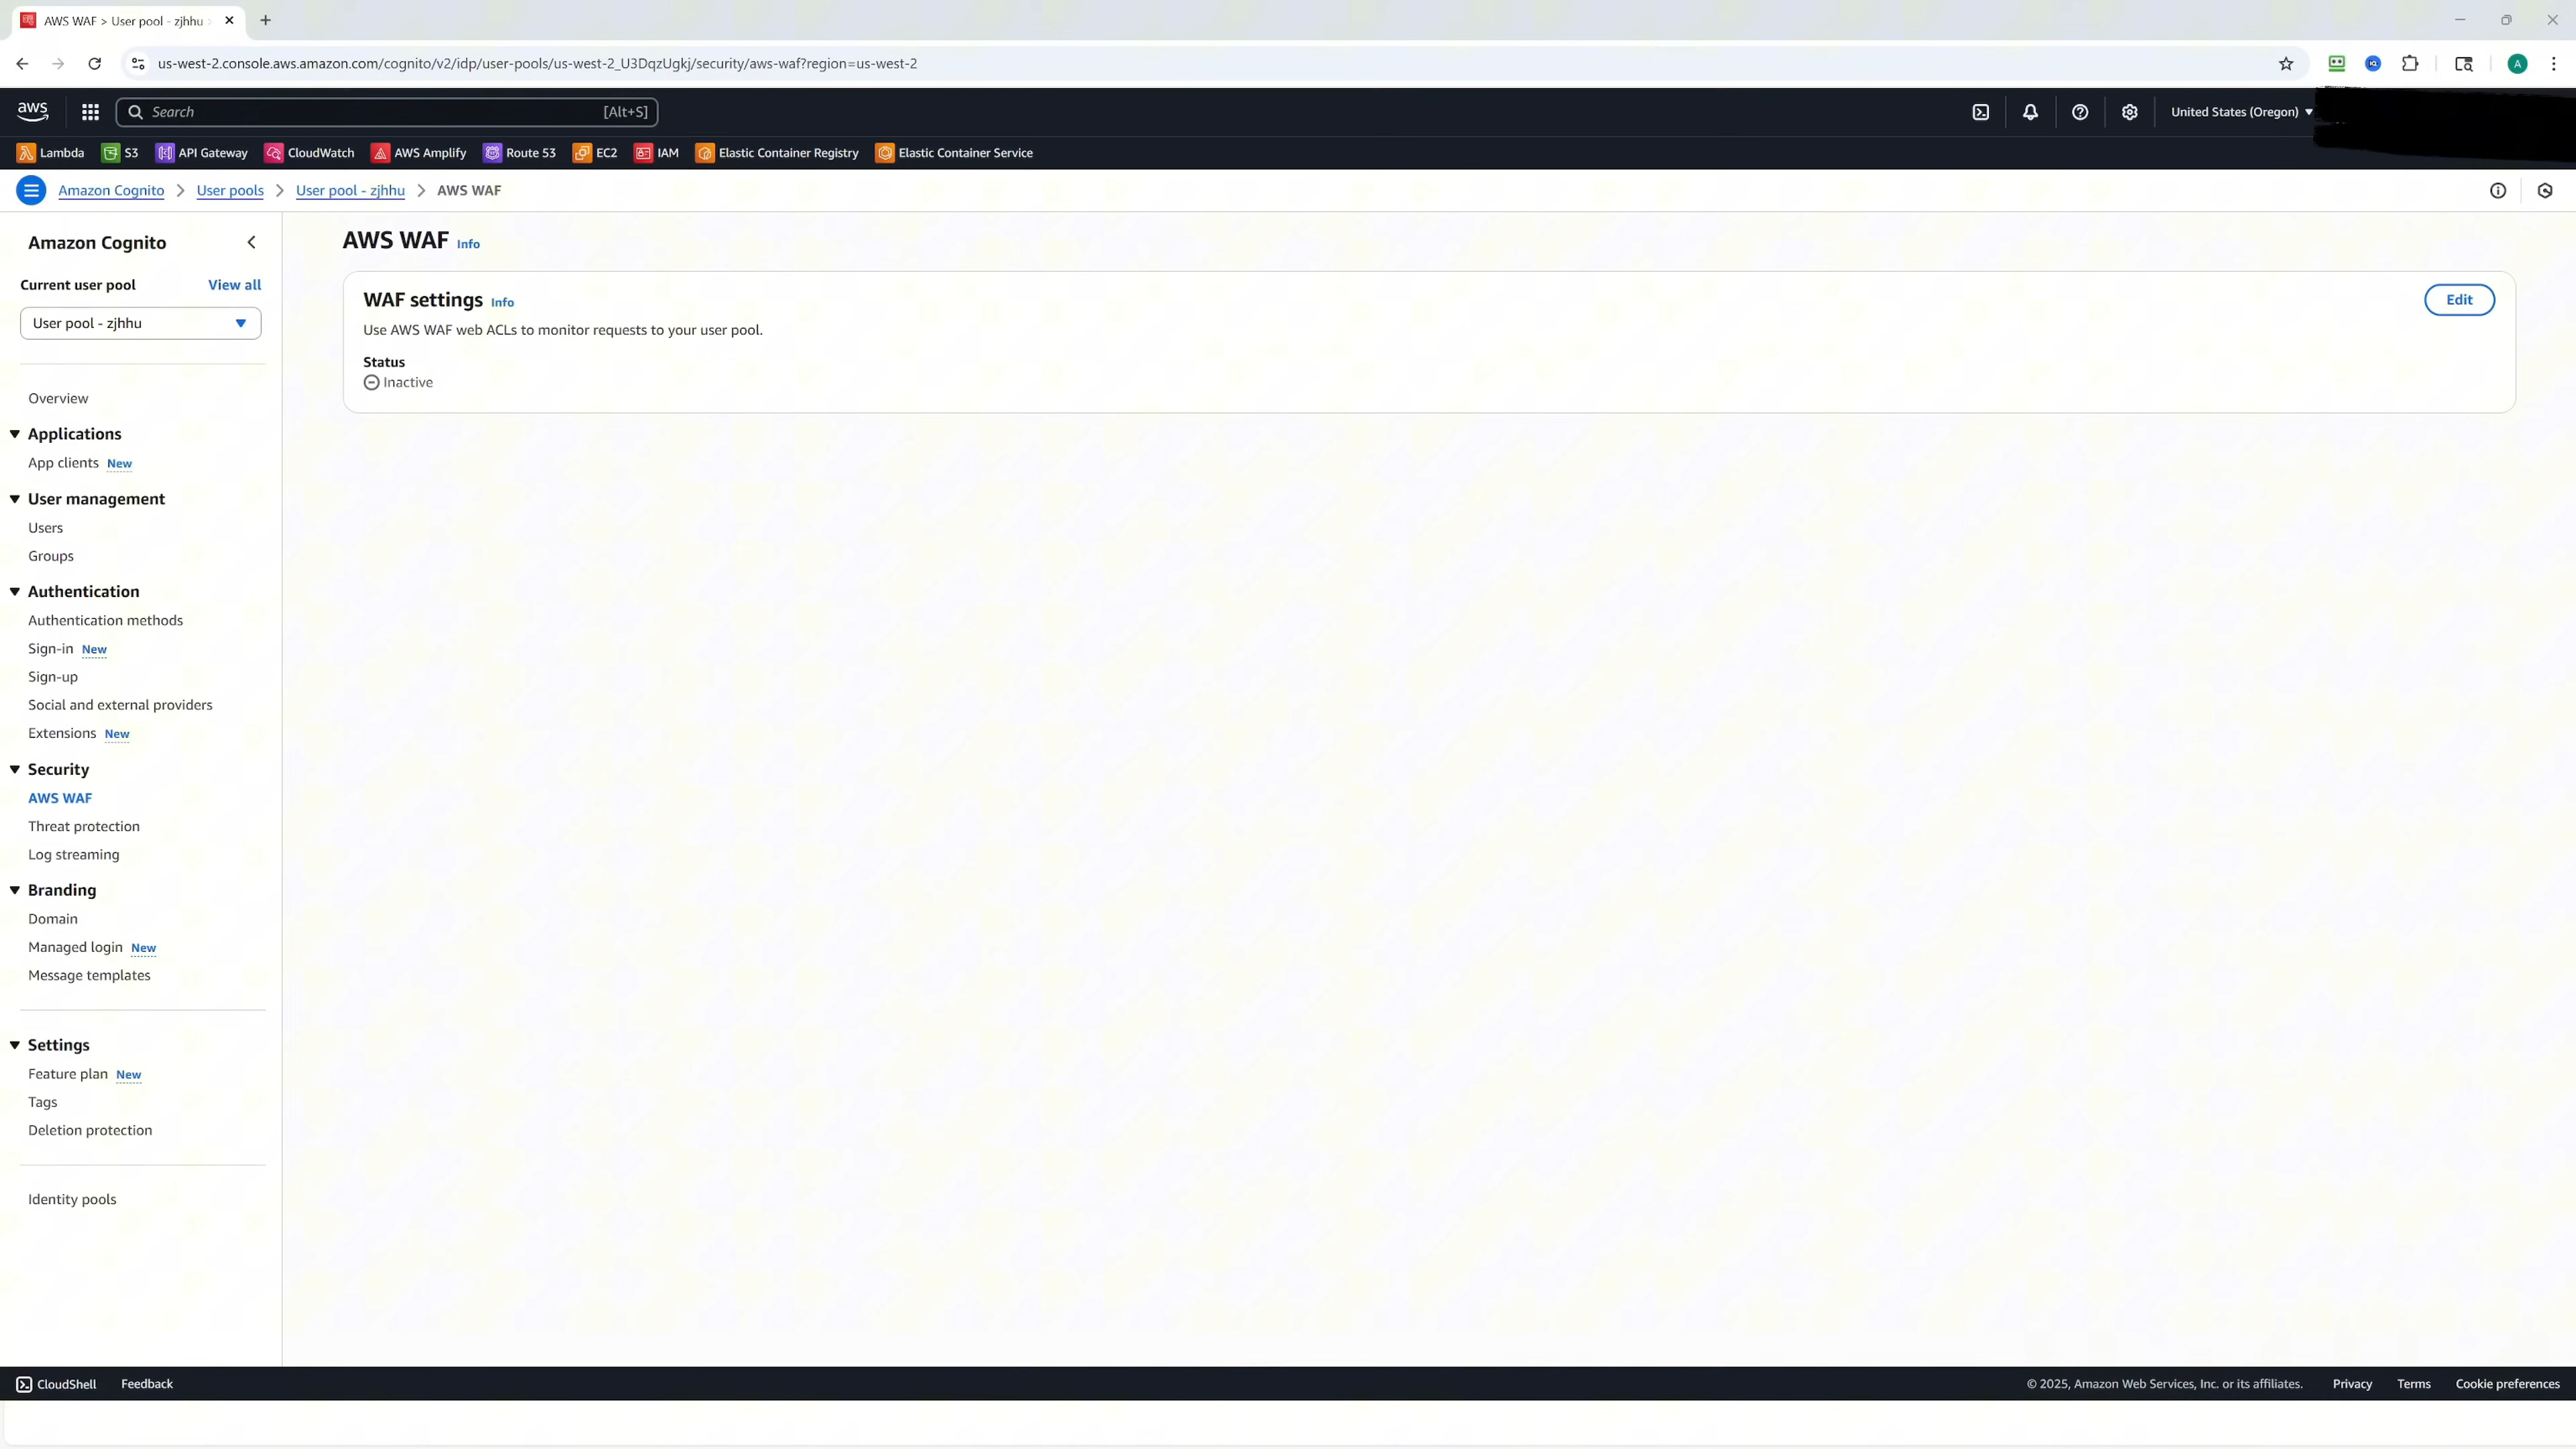 AWS WAF > User pool - zjhhu
us-west-2.console.aws.amazon.com/cognito/v2/idp/user-pools/us-west-2_U3DqzUgkj/security/aws-waf?region=us-west-2
A
aws
Search
[Alt+S]
United States (Oregon)
Lambda
S3
API Gateway
CloudWatch
AWS Amplify
Route 53
EC2
IAM
Elastic Container Registry
Elastic Container Service
Amazon Cognito
User pools
User pool - zjhhu
AWS WAF
Amazon Cognito
Current user pool
View all
User pool - zjhhu
Overview
Applications
App clients New
User management
Users
Groups
Authentication
Authentication methods
Sign-in New
Sign-up
Social and external providers
Extensions New
Security
AWS WAF
Threat protection
Log streaming
Branding
Domain
Managed login New
Message templates
Settings
Feature plan New
Tags
Deletion protection
Identity pools
AWS WAF Info
WAF settings Info
Edit
Use AWS WAF web ACLs to monitor requests to your user pool.
Status
Inactive
CloudShell
Feedback
© 2025, Amazon Web Services, Inc. or its affiliates.
Privacy
Terms
Cookie preferences